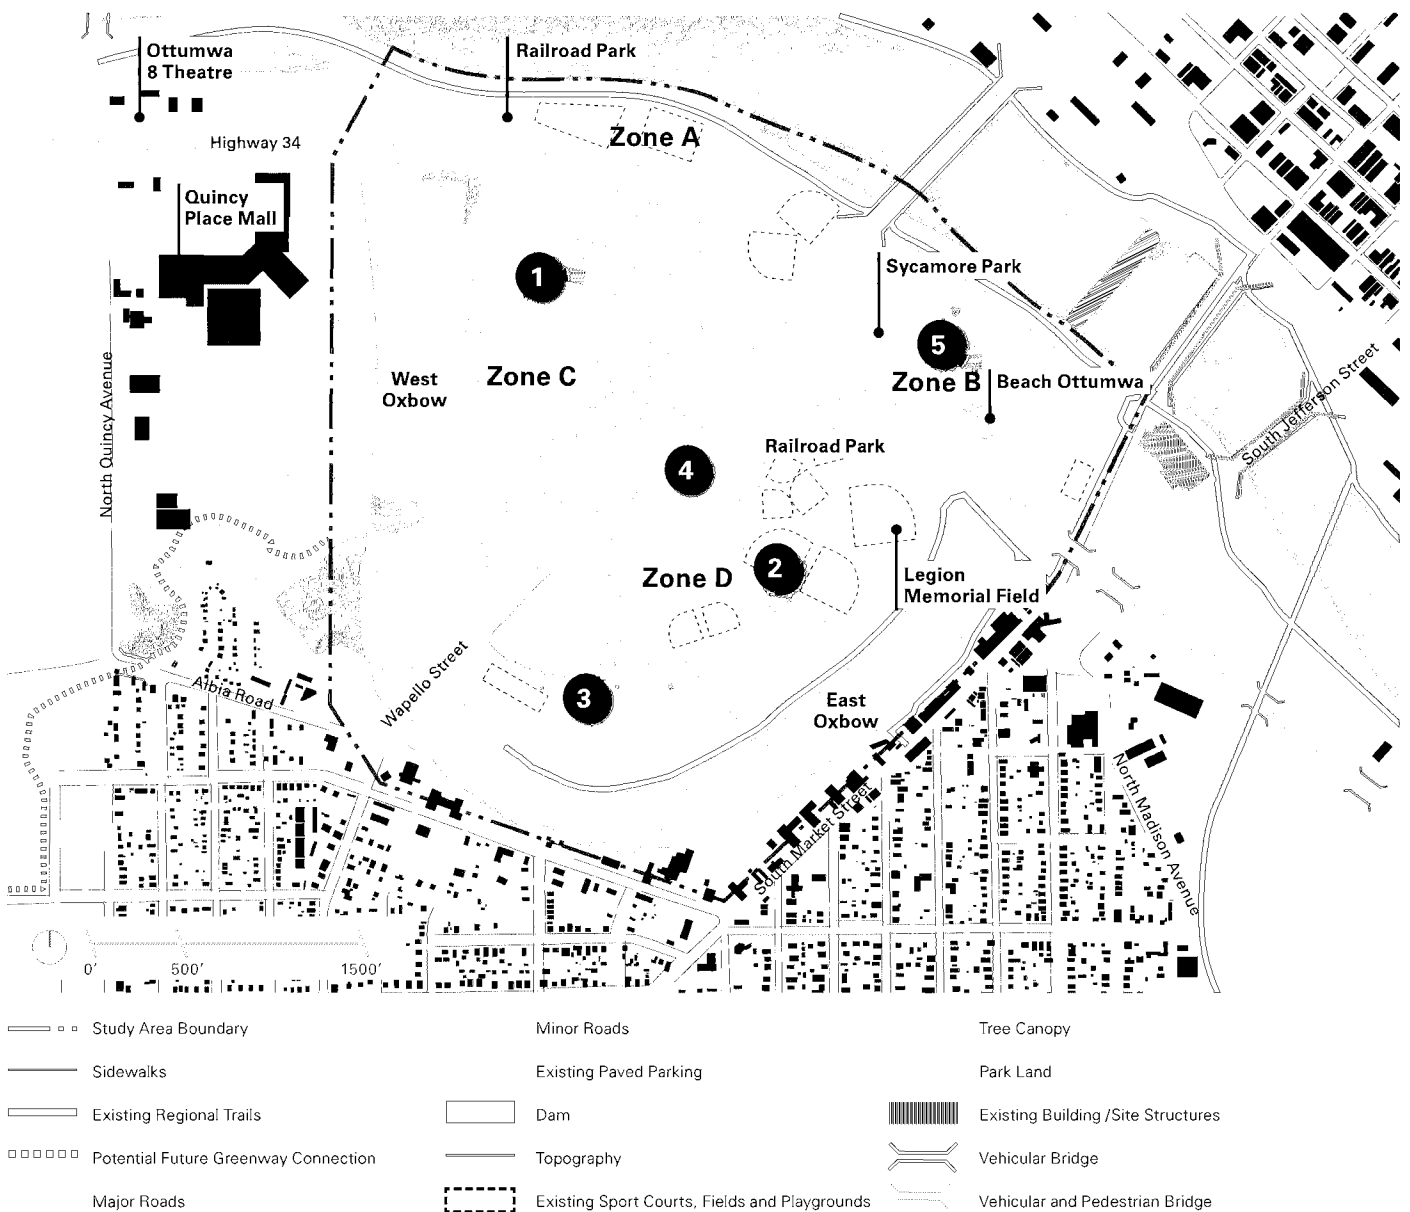 Ottumwa
8 Theatre
Railroad Park
Zone A
Highway 34
Quincy
Place Mall
1
Sycamore Park
5
Zone B
Beach Ottumwa
West
Oxbow
Zone C
North Quincy Avenue
South Jefferson Street
4
Railroad Park
2
Zone D
Legion
Memorial Field
Wapello Street
Albia Road
3
East
Oxbow
South Market Street
North Madison Avenue
0'
500'
1500'
Study Area Boundary
Sidewalks
Existing Regional Trails
Potential Future Greenway Connection
Major Roads
Minor Roads
Existing Paved Parking
Dam
Topography
Existing Sport Courts, Fields and Playgrounds
Tree Canopy
Park Land
Existing Building /Site Structures
Vehicular Bridge
Vehicular and Pedestrian Bridge